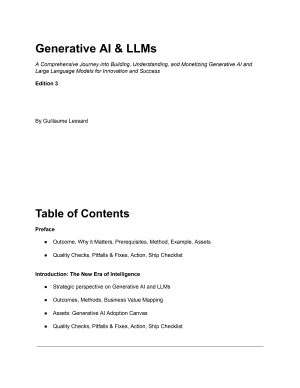 Generative AI & LLMs
A Comprehensive Journey into Building, Understanding, and Monetizing Generative AI and
Large Language Models for Innovation and Success
Edition 3
By Guillaume Lessard
Table of Contents
Preface
● Outcome, Why it Matters, Prerequisites, Method, Example, Assets
● Quality Checks, Pitfalls & Fixes, Action, Ship Checklist
Introduction: The New Era of Intelligence
● Strategic perspective on Generative AI and LLMs
● Outcomes, Methods, Business Value Mapping
● Assets: Generative AI Adoption Canvas
● Quality Checks, Pitfalls & Fixes, Action, Ship Checklist